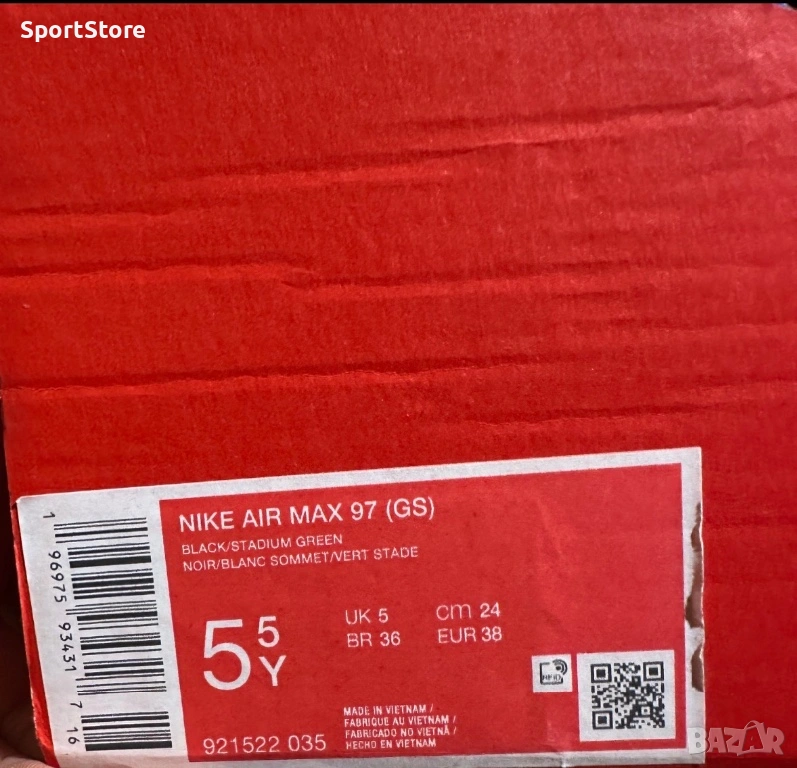 SportStore
NIKE AIR MAX 97 (GS)
BLACK/STADIUM GREEN
NOIR/BLANC SOMMET/VERT STADE
5 5 Y
UK 5 cm 24
BR 36 EUR 38
RFID
MADE IN VIETNAM /
FABRIQUE AU VIETNAM /
FABRICADO NO VIETNÃ /
HECHO EN VIETNAM
921522 035
1 96975 93431 7 16
BAZAR